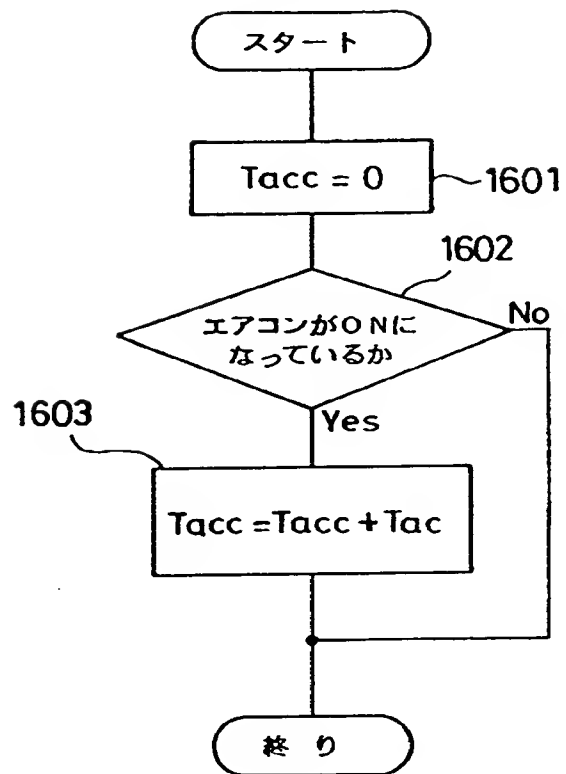 スタート
Tacc = 0
1601
1602
エアコンがONに
なっているか
No
Yes
1603
Tacc = Tacc + Tac
終り